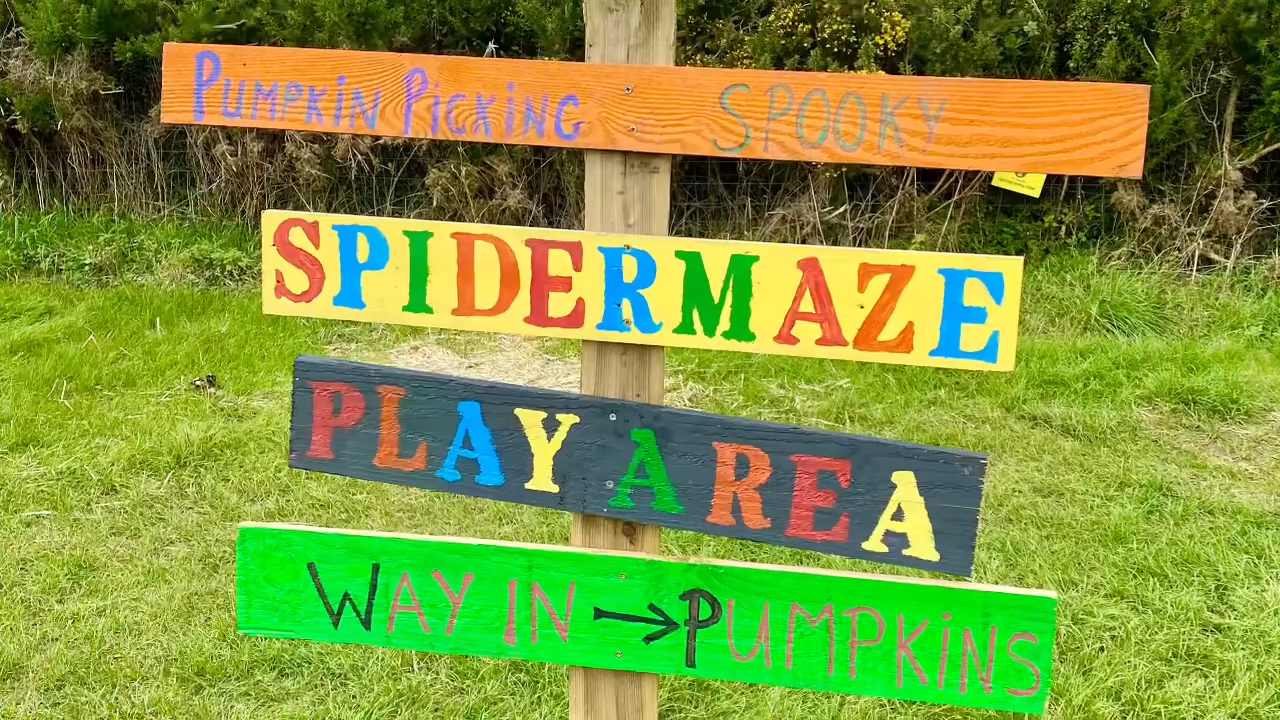 PUMPKIN PiCKiNG SPOOKY
SPIDERMAZE
PLAY AREA
WAY IN → PUMPKiNS